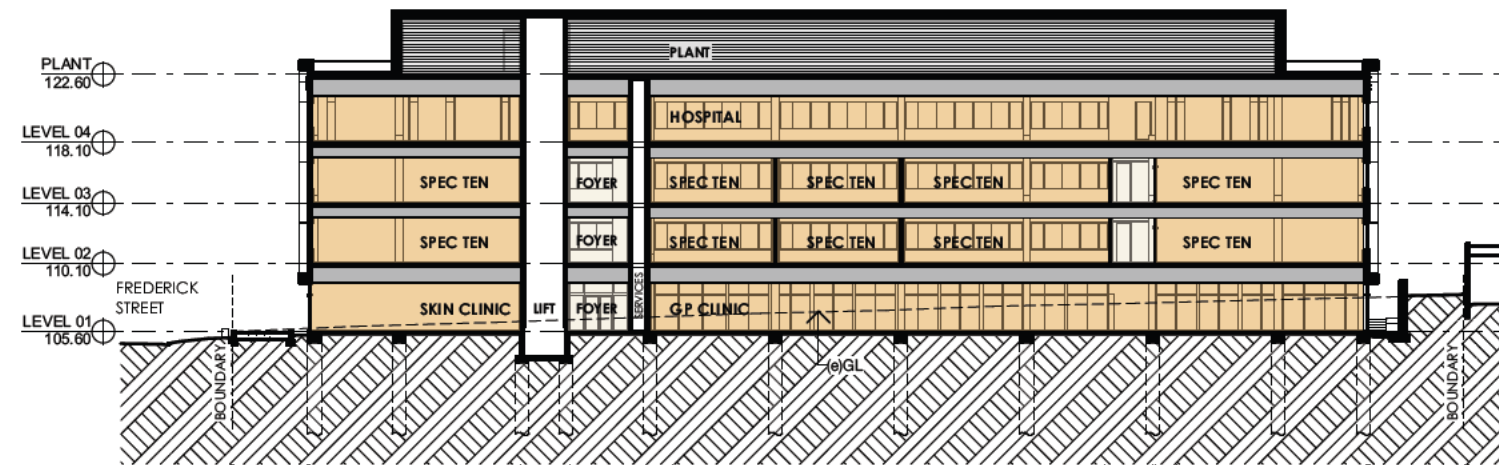 PLANT
PLANT
122.60
HOSPITAL
LEVEL 04
118.10
SPEC TEN FOYER SPEC TEN SPEC TEN SPEC TEN SPEC TEN
LEVEL 03
114.10
SPEC TEN FOYER SPEC TEN SPEC TEN SPEC TEN SPEC TEN
LEVEL 02
110.10
FREDERICK
STREET
SERVICES
SKIN CLINIC LIFT FOYER GP CLINIC
LEVEL 01
105.60
(e)GL
BOUNDARY
BOUNDARY